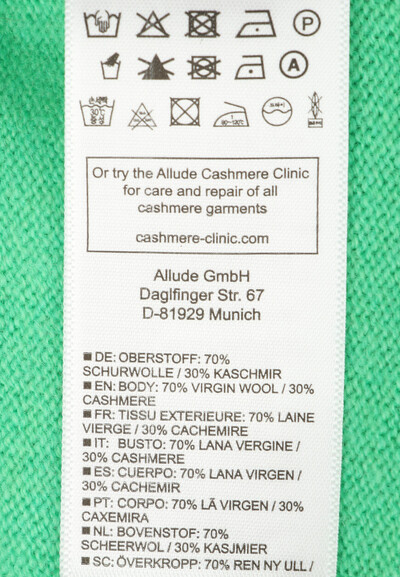 P
A
30°C
Or try the Allude Cashmere Clinic
for care and repair of all
cashmere garments
cashmere-clinic.com
Allude GmbH
Daglfinger Str. 67
D-81929 Munich
■ DE: OBERSTOFF: 70%
SCHURWOLLE / 30% KASCHMIR
■ EN: BODY: 70% VIRGIN WOOL / 30%
CASHMERE
■ FR: TISSU EXTERIEURE: 70% LAINE
VIERGE / 30% CACHEMIRE
■ IT: BUSTO: 70% LANA VERGINE /
30% CASHMERE
■ ES: CUERPO: 70% LANA VIRGEN /
30% CACHEMIR
■ PT: CORPO: 70% LÃ VIRGEN / 30%
CAXEMIRA
■ NL: BOVENSTOF: 70%
SCHEERWOL / 30% KASJMIER
■ SC: ÖVERKROPP: 70% REN NY ULL /